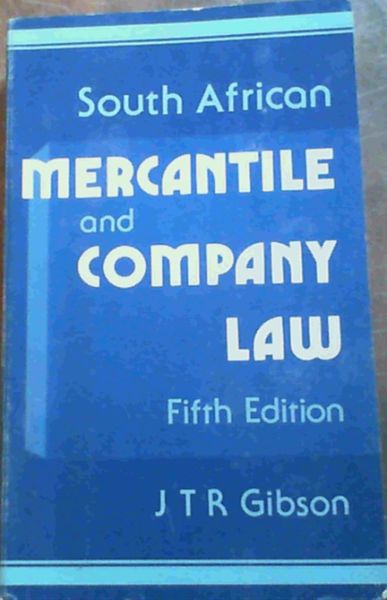 South African
MERCANTILE
and
COMPANY
LAW
Fifth Edition
J T R Gibson